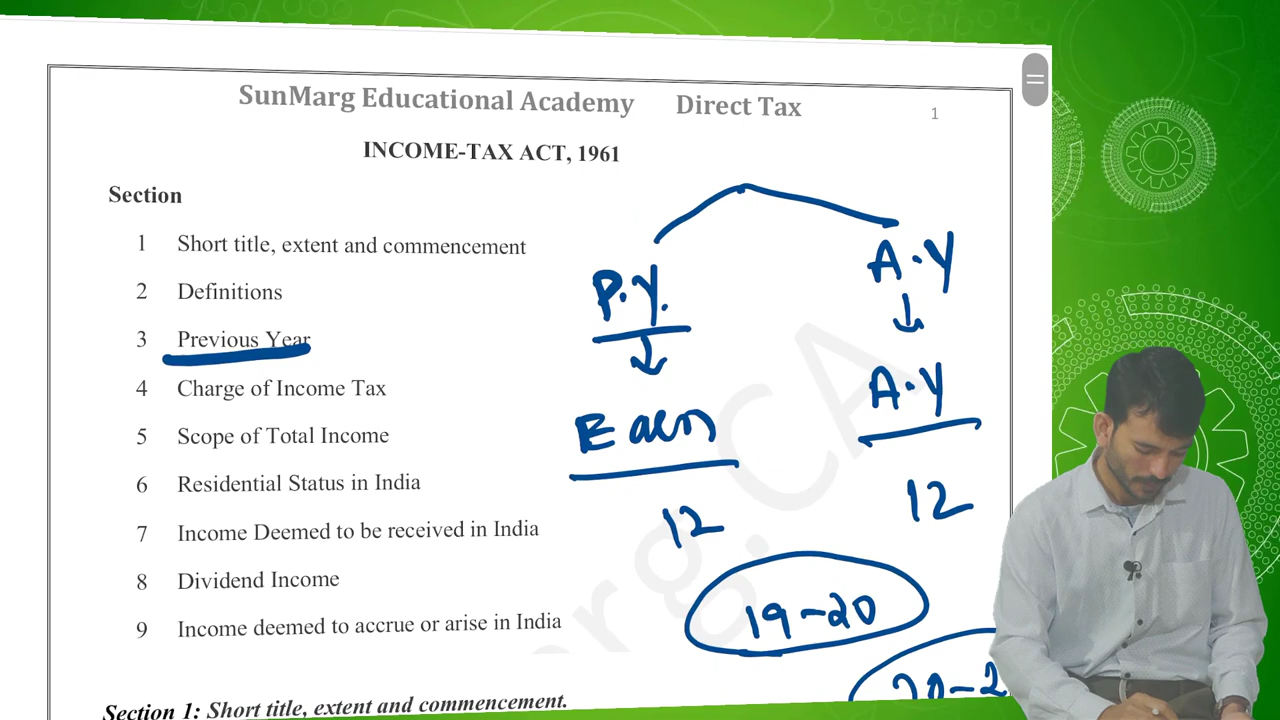 SunMarg Educational Academy Direct Tax 1
INCOME-TAX ACT, 1961
Section
1 Short title, extent and commencement
2 Definitions
3 Previous Year
4 Charge of Income Tax
5 Scope of Total Income
6 Residential Status in India
7 Income Deemed to be received in India
8 Dividend Income
9 Income deemed to accrue or arise in India
Section 1: Short title, extent and commencement.
P.Y. A.Y
Earn A.Y
12 12
19-20
20-2